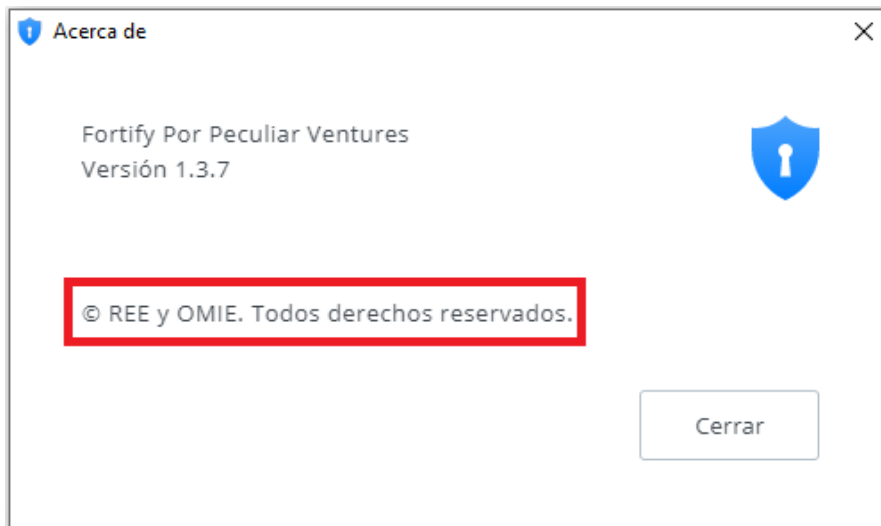 Acerca de
Fortify Por Peculiar Ventures
Versión 1.3.7
© REE y OMIE. Todos derechos reservados.
Cerrar